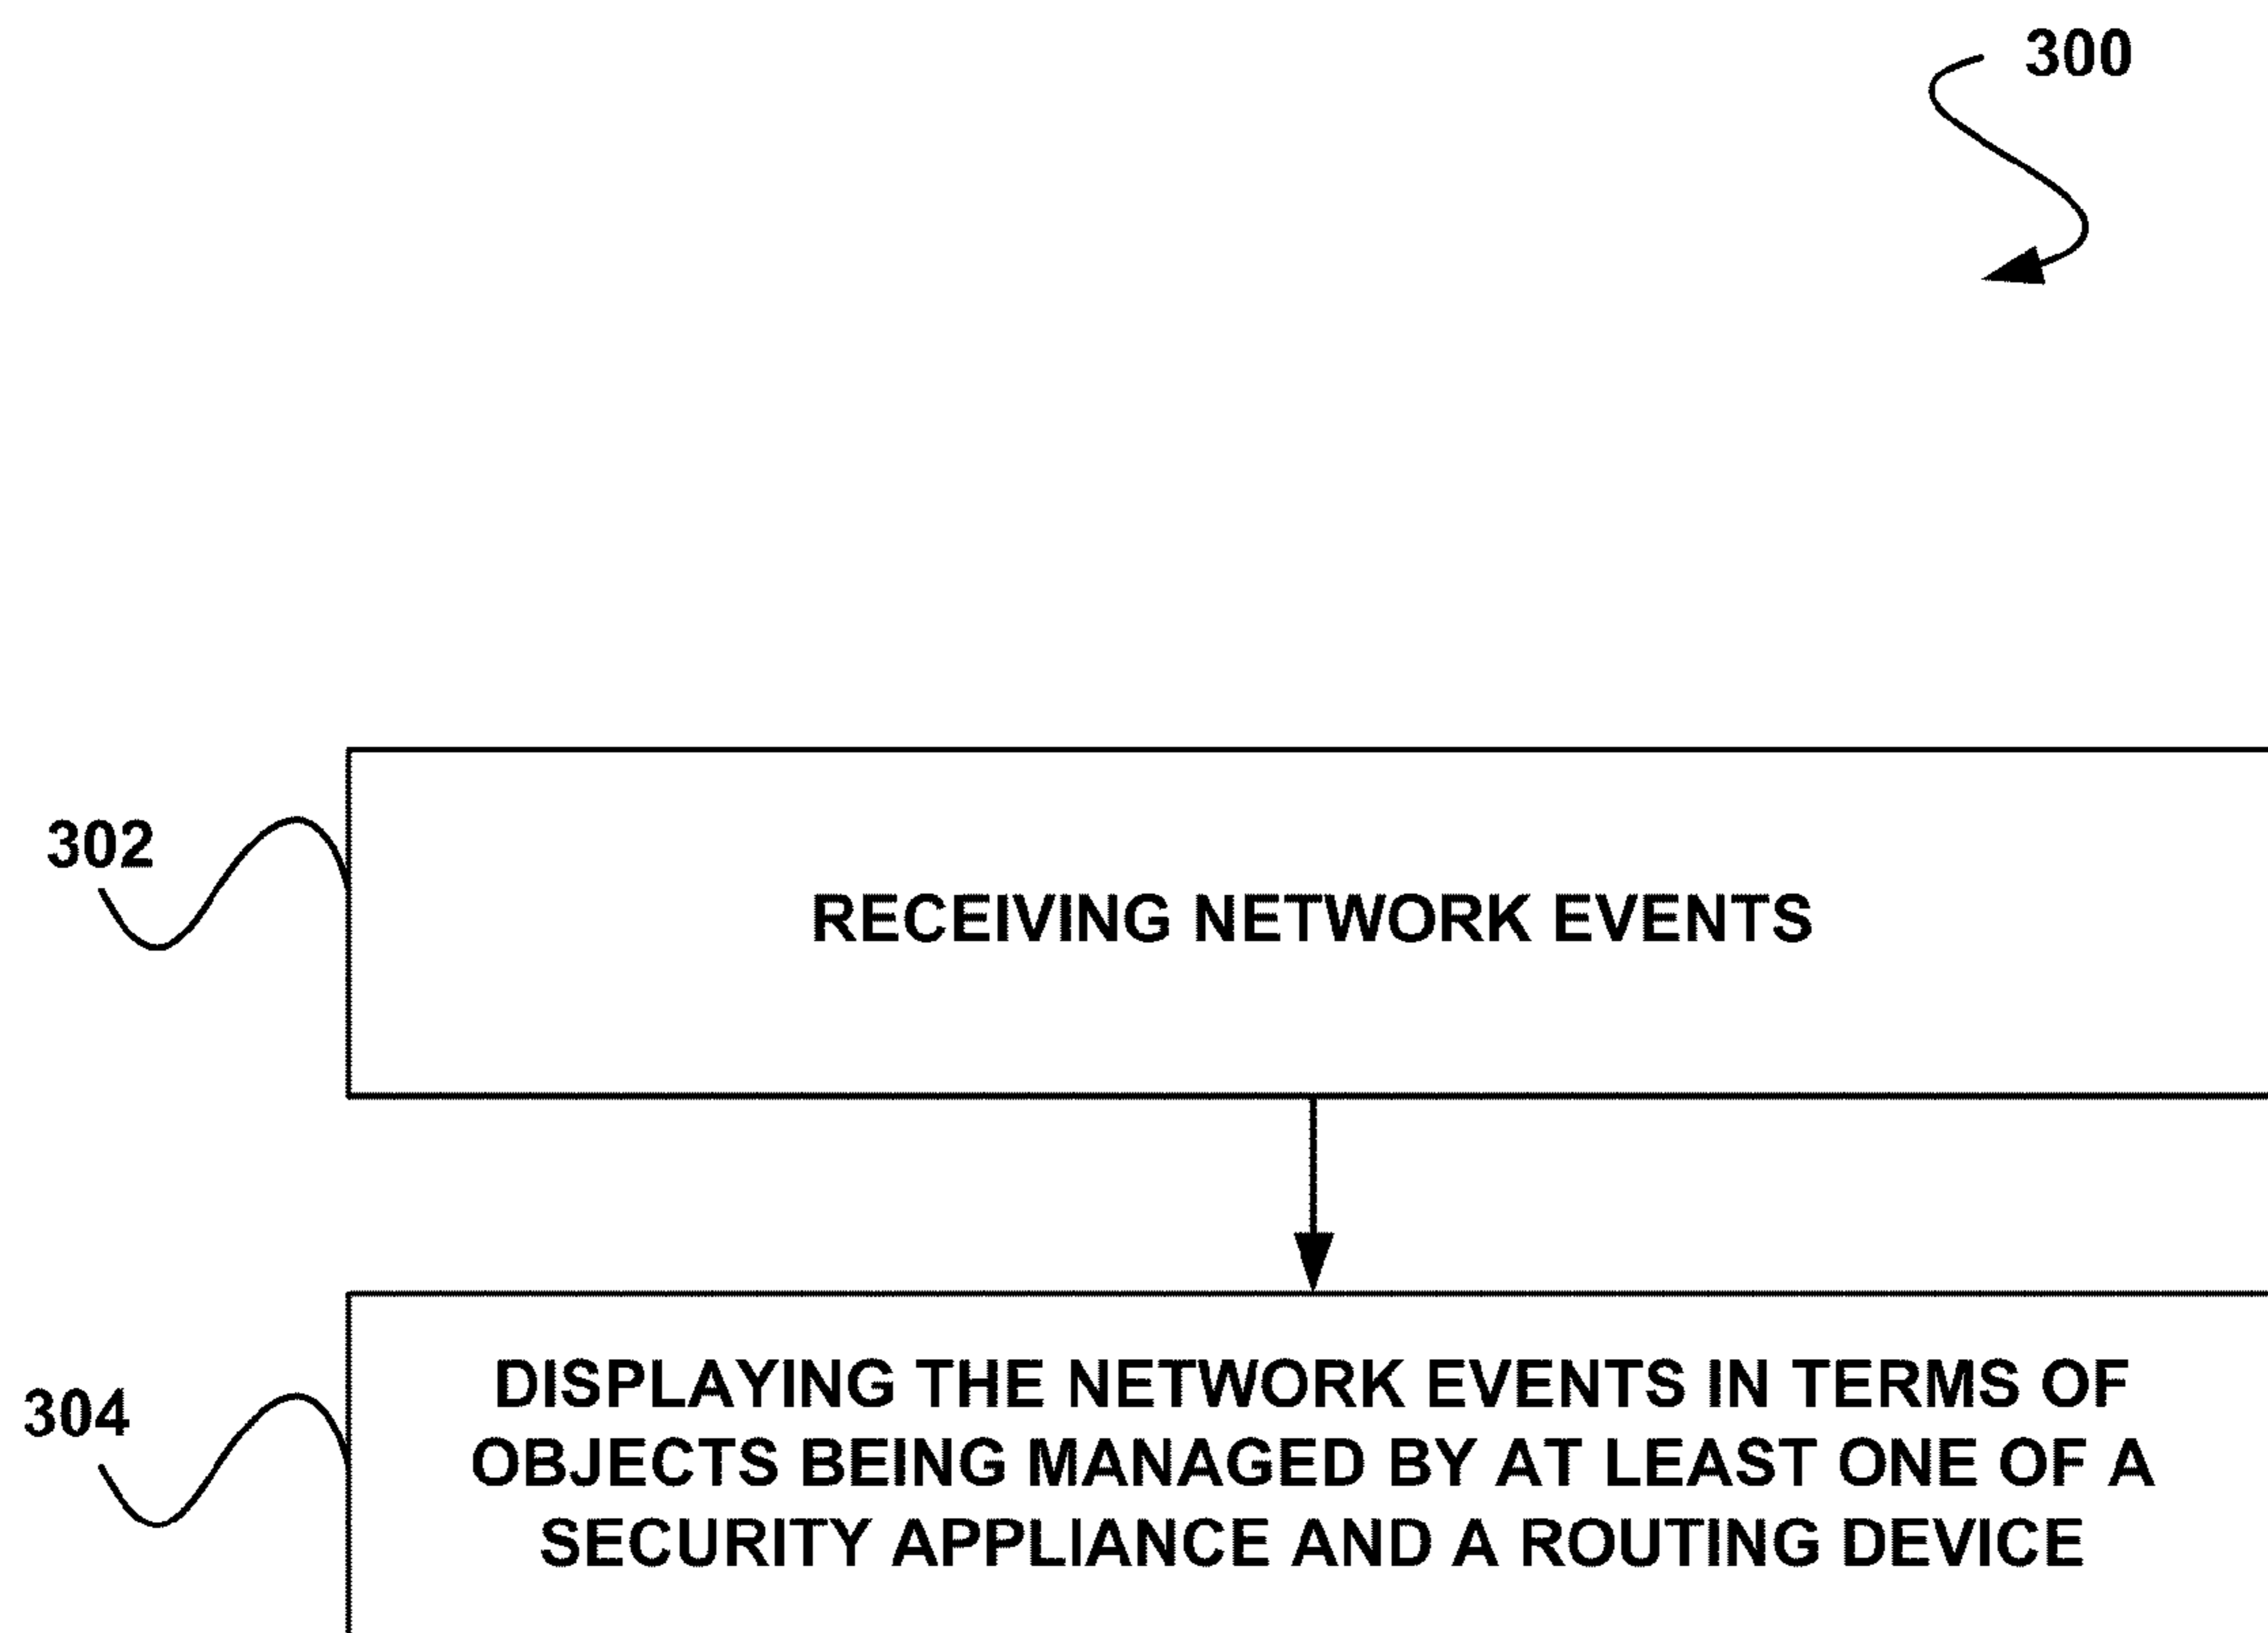 300
302
RECEIVING NETWORK EVENTS
304
DISPLAYING THE NETWORK EVENTS IN TERMS OF
OBJECTS BEING MANAGED BY AT LEAST ONE OF A
SECURITY APPLIANCE AND A ROUTING DEVICE